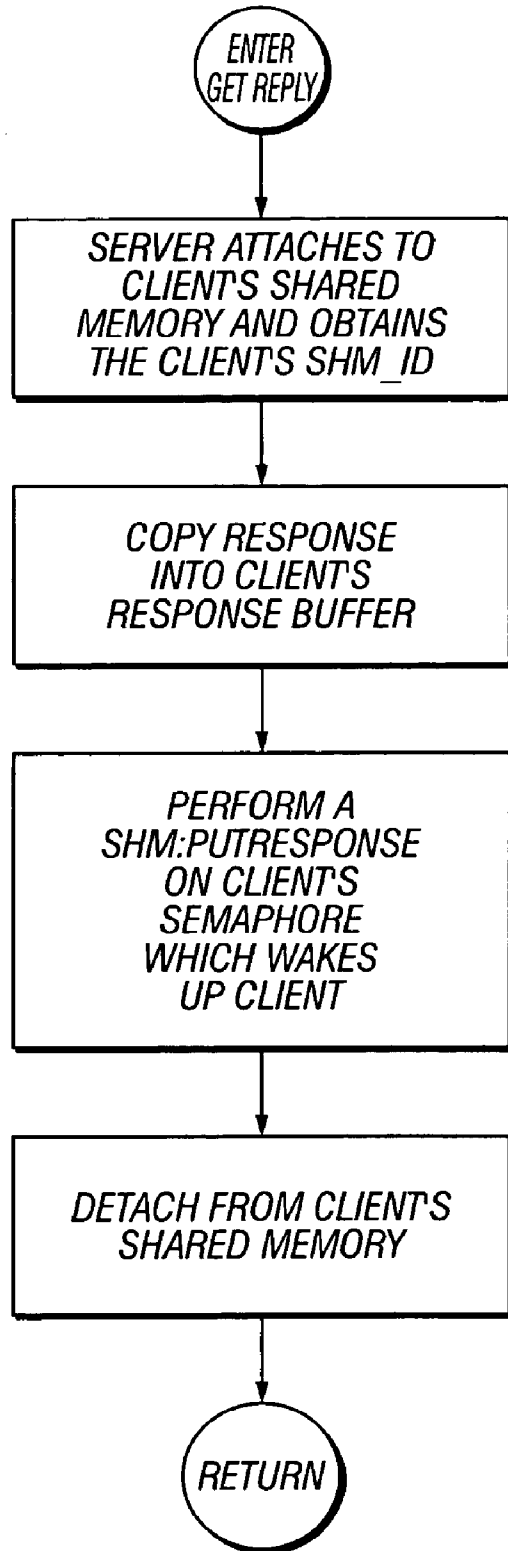 ENTER
GET REPLY
SERVER ATTACHES TO
CLIENT'S SHARED
MEMORY AND OBTAINS
THE CLIENT'S SHM_ID
COPY RESPONSE
INTO CLIENT'S
RESPONSE BUFFER
PERFORM A
SHM:PUTRESPONSE
ON CLIENT'S
SEMAPHORE
WHICH WAKES
UP CLIENT
DETACH FROM CLIENT'S
SHARED MEMORY
RETURN